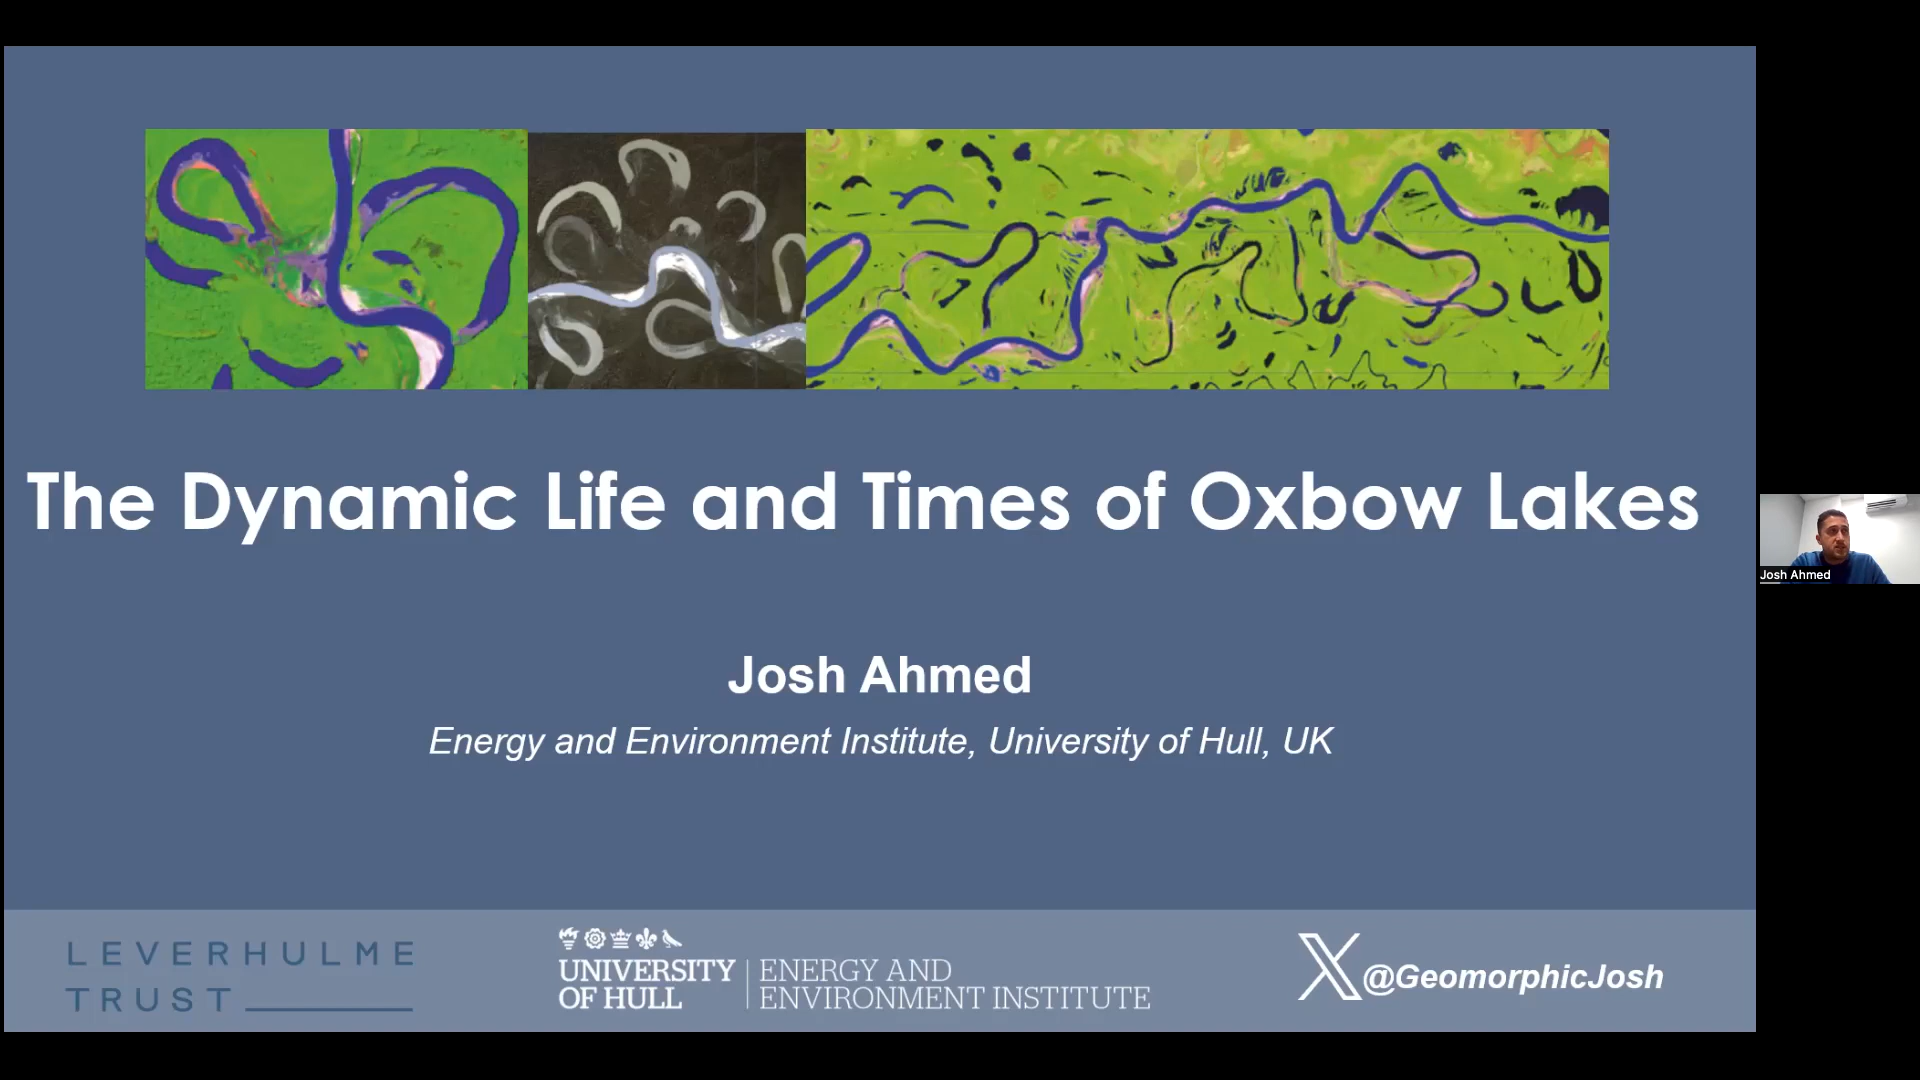 The Dynamic Life and Times of Oxbow Lakes
Josh Ahmed
Energy and Environment Institute, University of Hull, UK
Josh Ahmed
LEVERHULME
TRUST
UNIVERSITY
OF HULL
ENERGY AND
ENVIRONMENT INSTITUTE
@GeomorphicJosh